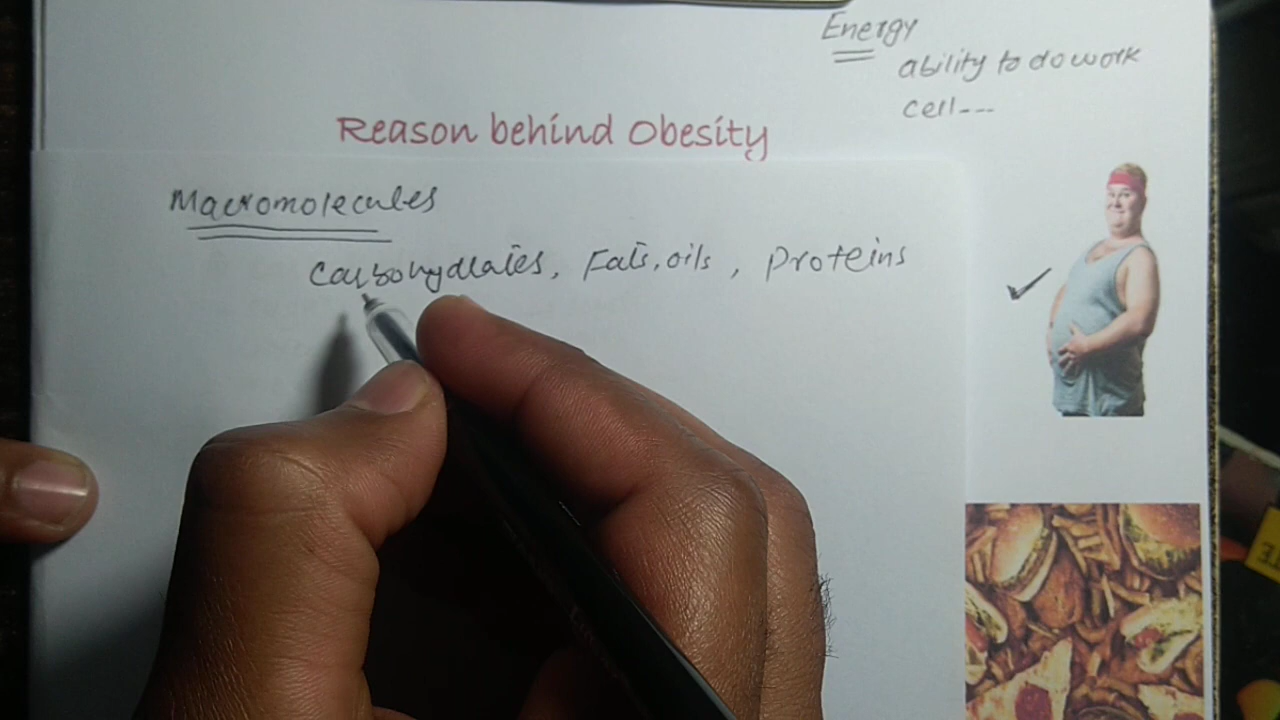 Energy
ability to do work
cell---
Reason behind Obesity
Macromolecules
Carbohydrates, Fats, oils, Proteins